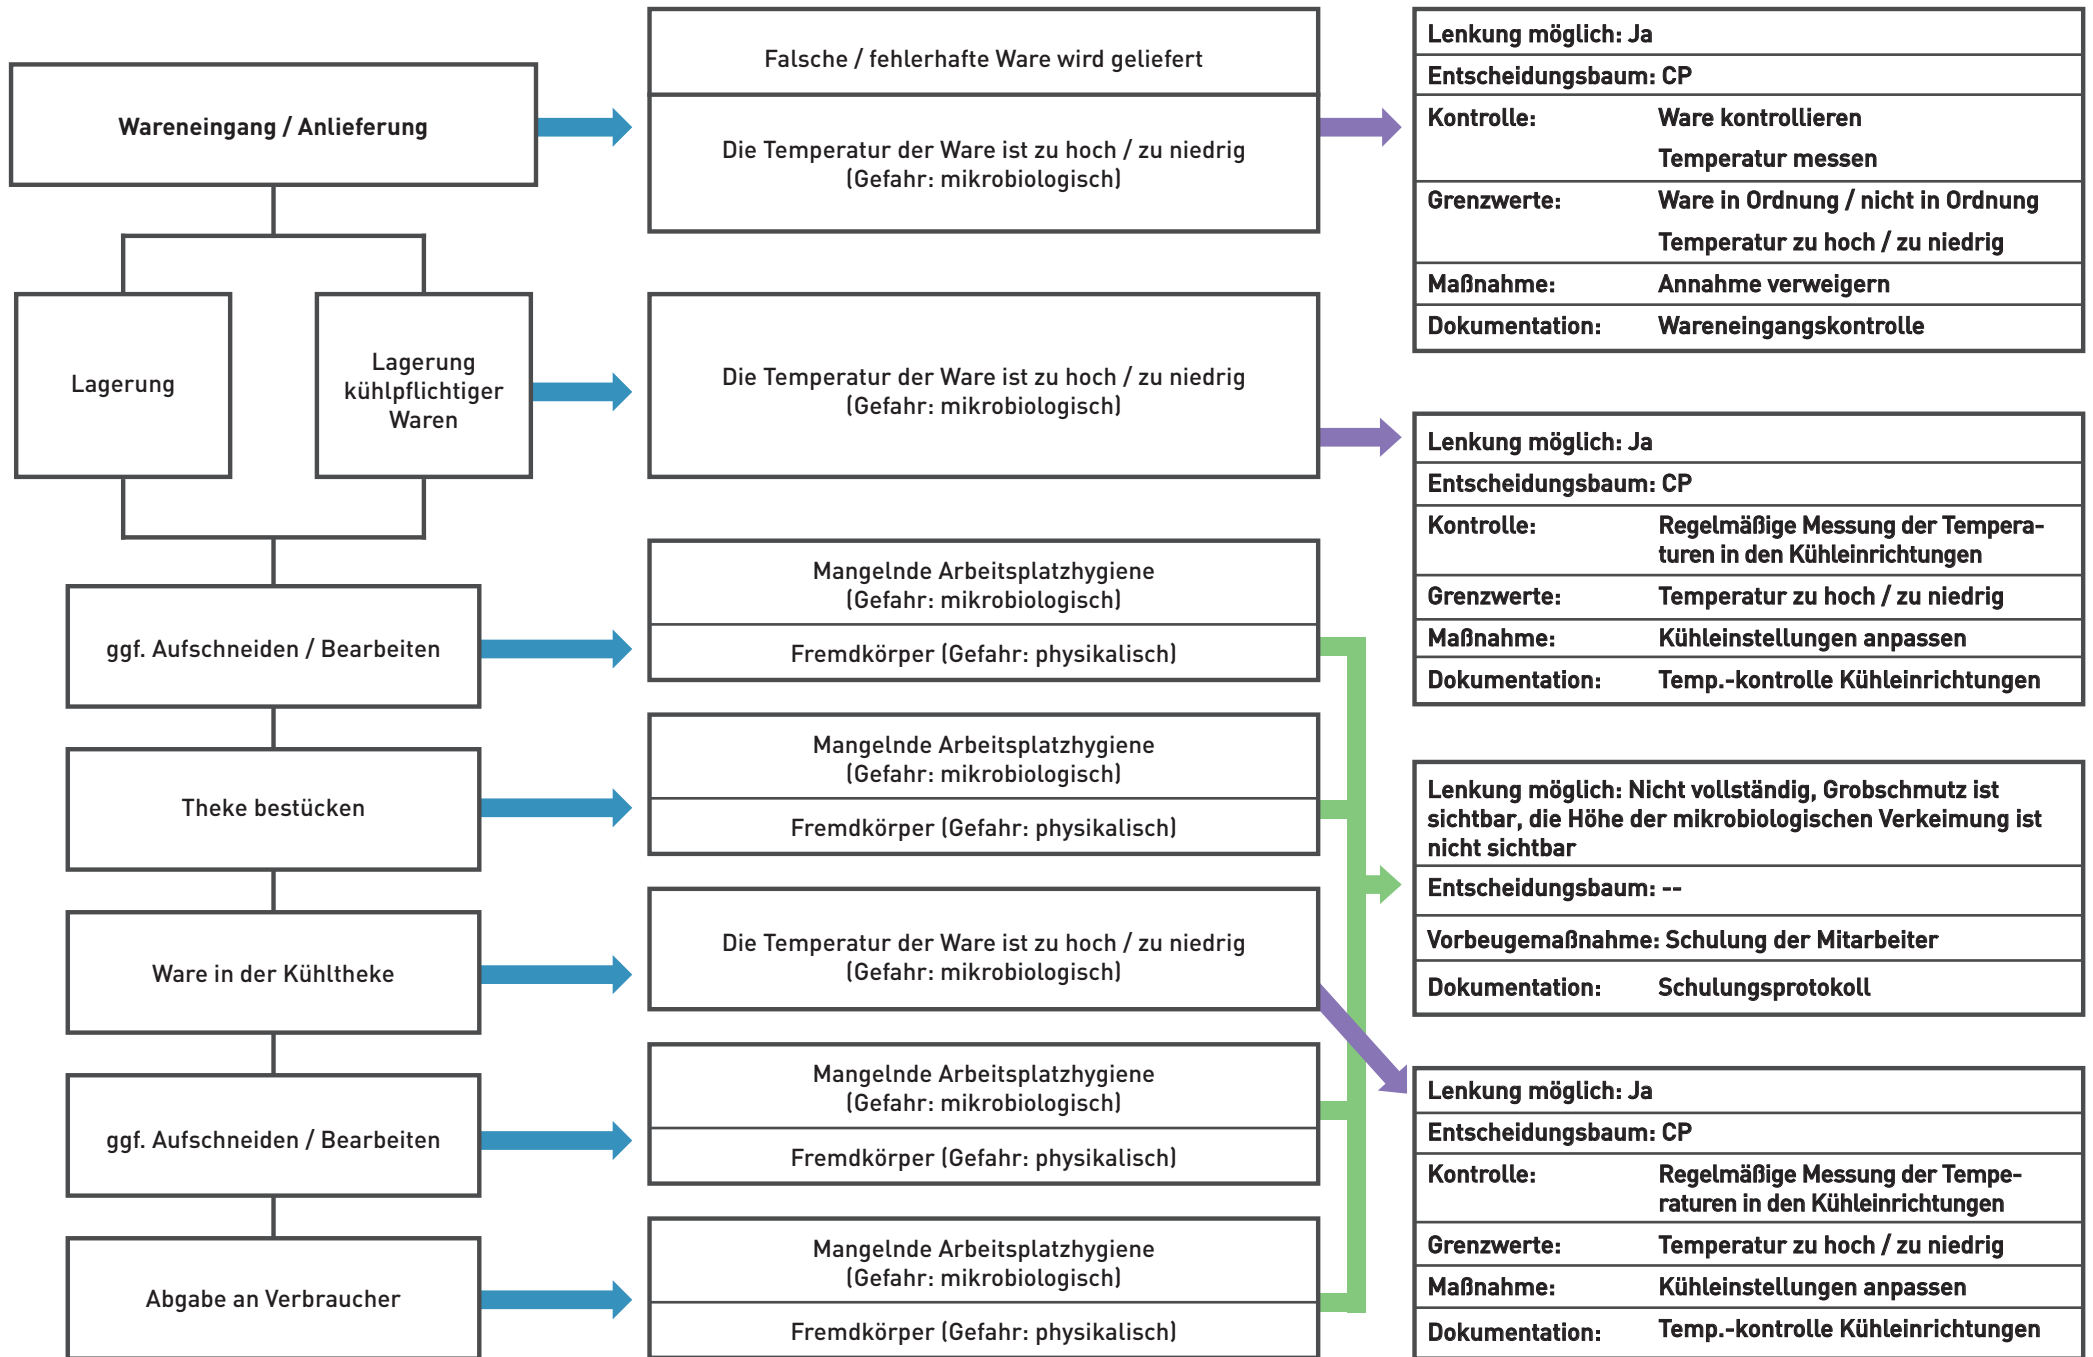 Wareneingang / Anlieferung
Lagerung
Lagerung
kühlpflichtiger
Waren
ggf. Aufschneiden / Bearbeiten
Theke bestücken
Ware in der Kühltheke
ggf. Aufschneiden / Bearbeiten
Abgabe an Verbraucher
Falsche / fehlerhafte Ware wird geliefert
Die Temperatur der Ware ist zu hoch / zu niedrig
(Gefahr: mikrobiologisch)
Die Temperatur der Ware ist zu hoch / zu niedrig
(Gefahr: mikrobiologisch)
Mangelnde Arbeitsplatzhygiene
(Gefahr: mikrobiologisch)
Fremdkörper (Gefahr: physikalisch)
Mangelnde Arbeitsplatzhygiene
(Gefahr: mikrobiologisch)
Fremdkörper (Gefahr: physikalisch)
Die Temperatur der Ware ist zu hoch / zu niedrig
(Gefahr: mikrobiologisch)
Mangelnde Arbeitsplatzhygiene
(Gefahr: mikrobiologisch)
Fremdkörper (Gefahr: physikalisch)
Mangelnde Arbeitsplatzhygiene
(Gefahr: mikrobiologisch)
Fremdkörper (Gefahr: physikalisch)
Lenkung möglich: Ja
Entscheidungsbaum: CP
Kontrolle: Ware kontrollieren
Temperatur messen
Grenzwerte: Ware in Ordnung / nicht in Ordnung
Temperatur zu hoch / zu niedrig
Maßnahme: Annahme verweigern
Dokumentation: Wareneingangskontrolle
Lenkung möglich: Ja
Entscheidungsbaum: CP
Kontrolle: Regelmäßige Messung der Tempera-
turen in den Kühleinrichtungen
Grenzwerte: Temperatur zu hoch / zu niedrig
Maßnahme: Kühleinstellungen anpassen
Dokumentation: Temp.-kontrolle Kühleinrichtungen
Lenkung möglich: Nicht vollständig, Grobschmutz ist
sichtbar, die Höhe der mikrobiologischen Verkeimung ist
nicht sichtbar
Entscheidungsbaum: --
Vorbeugemaßnahme: Schulung der Mitarbeiter
Dokumentation: Schulungsprotokoll
Lenkung möglich: Ja
Entscheidungsbaum: CP
Kontrolle: Regelmäßige Messung der Tempe-
raturen in den Kühleinrichtungen
Grenzwerte: Temperatur zu hoch / zu niedrig
Maßnahme: Kühleinstellungen anpassen
Dokumentation: Temp.-kontrolle Kühleinrichtungen